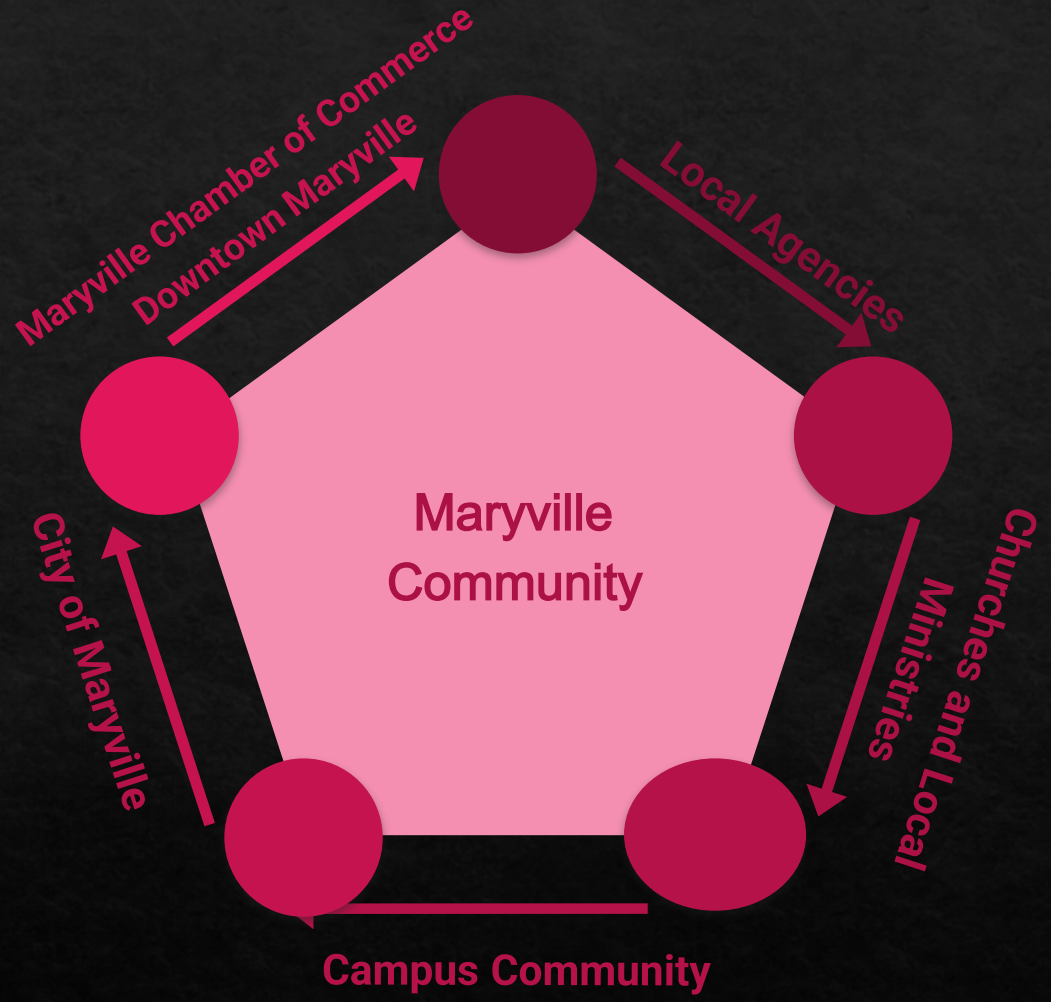 Maryville Chamber of Commerce
Downtown Maryville
Local Agencies
Churches and Local
Ministries
Campus Community
City of Maryville
Maryville
Community